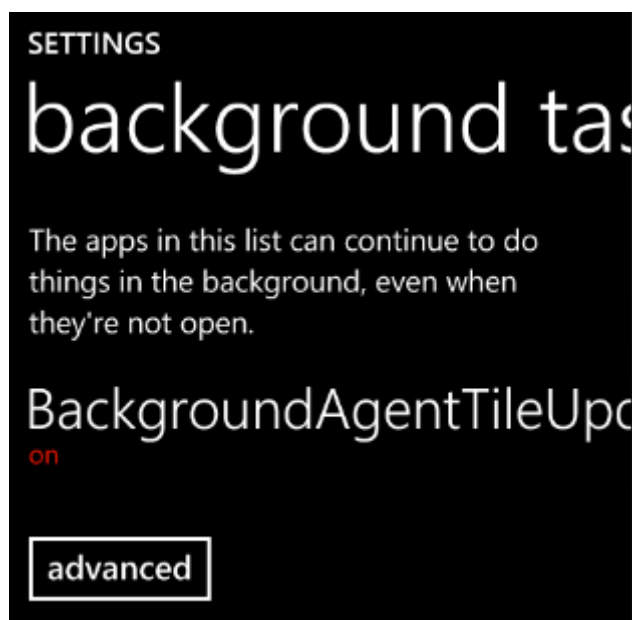 SETTINGS
background tas
The apps in this list can continue to do
things in the background, even when
they're not open.
BackgroundAgentTileUpd
on
advanced